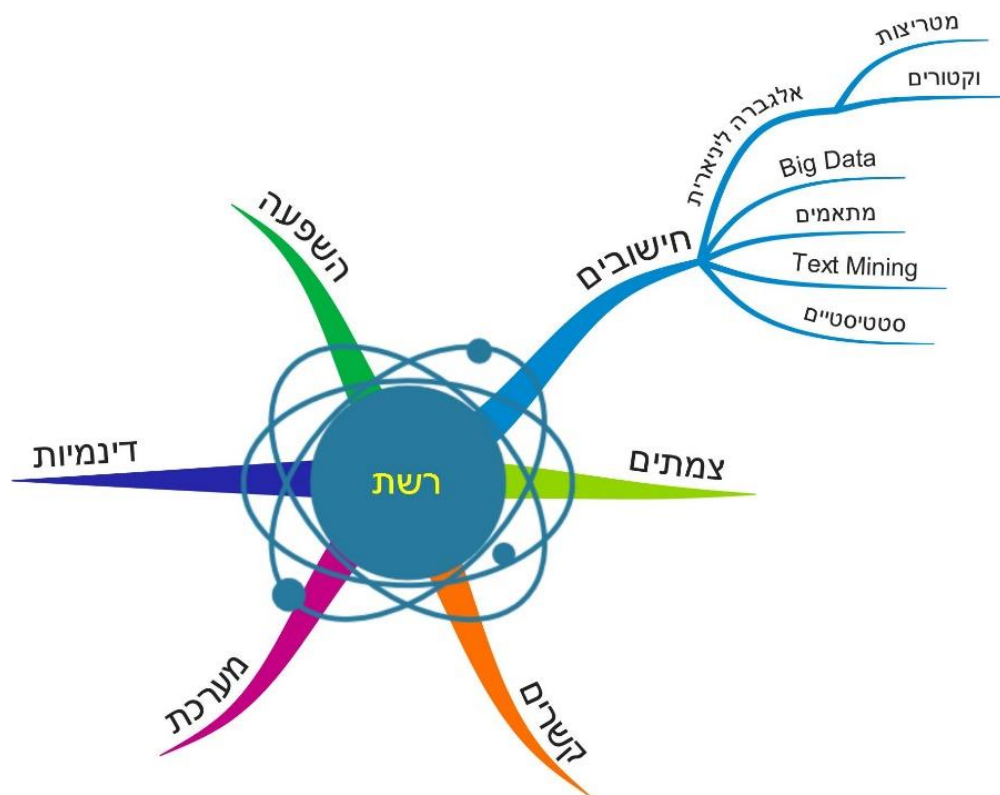 רשת
חישובים
אלגברה ליניארית
מטריצות
וקטורים
Big Data
מתאמים
Text Mining
סטטיסטיים
צמתים
קשרים
מערכת
דינמיות
השפעה